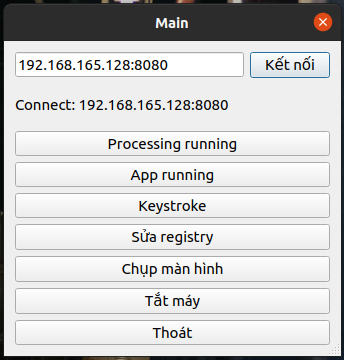 Main
192.168.165.128:8080 Kết nối
Connect: 192.168.165.128:8080
Processing running
App running
Keystroke
Sửa registry
Chụp màn hình
Tắt máy
Thoát